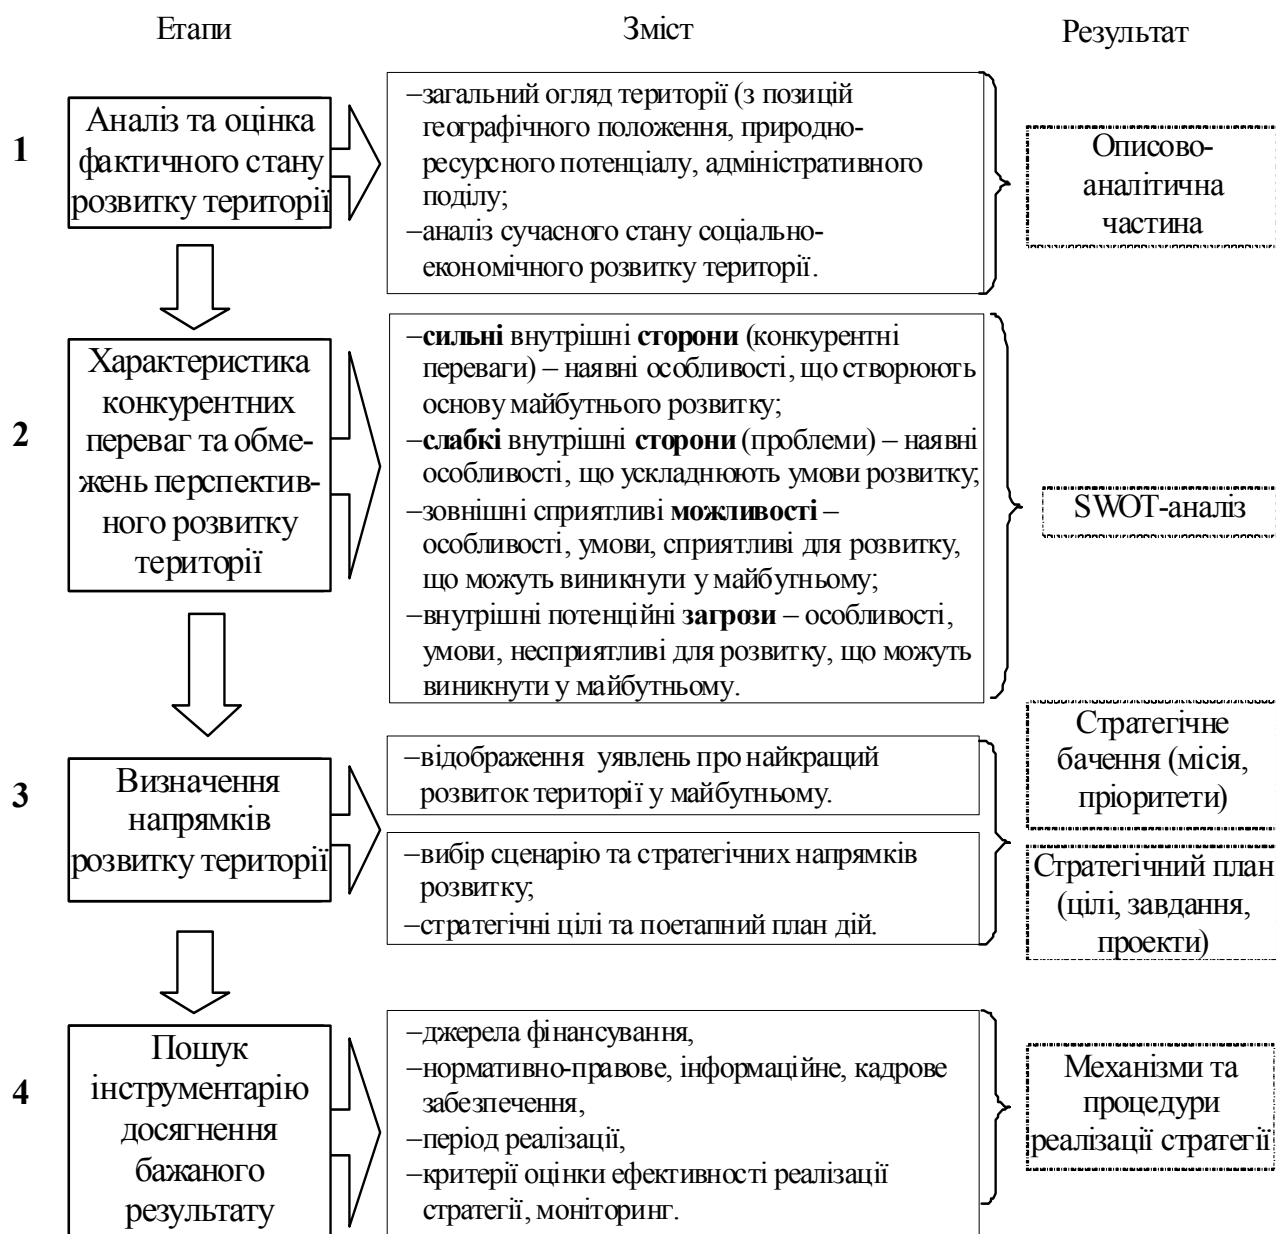 Етапи
Зміст
Результат
1
Аналіз та оцінка
фактичного стану
розвитку території
–загальний огляд території (з позицій
географічного положення, природно-
ресурсного потенціалу, адміністративного
поділу;
–аналіз сучасного стану соціально-
економічного розвитку території.
Описово-
аналітична
частина
2
Характеристика
конкурентних
переваг та обме-
жень перспектив-
ного розвитку
території
–сильні внутрішні сторони (конкурентні
переваги) – наявні особливості, що створюють
основу майбутнього розвитку;
–слабкі внутрішні сторони (проблеми) – наявні
особливості, що ускладнюють умови розвитку;
–зовнішні сприятливі можливості –
особливості, умови, сприятливі для розвитку,
що можуть виникнути у майбутньому;
–внутрішні потенційні загрози – особливості,
умови, несприятливі для розвитку, що можуть
виникнути у майбутньому.
SWOT-аналіз
3
Визначення
напрямків
розвитку території
–відображення уявлень про найкращий
розвиток території у майбутньому.
–вибір сценарію та стратегічних напрямків
розвитку;
–стратегічні цілі та поетапний план дій.
Стратегічне
бачення (місія,
пріоритети)
Стратегічний план
(цілі, завдання,
проекти)
4
Пошук
інструментарію
досягнення
бажаного
результату
–джерела фінансування,
–нормативно-правове, інформаційне, кадрове
забезпечення,
–період реалізації,
–критерії оцінки ефективності реалізації
стратегії, моніторинг.
Механізми та
процедури
реалізації стратегії